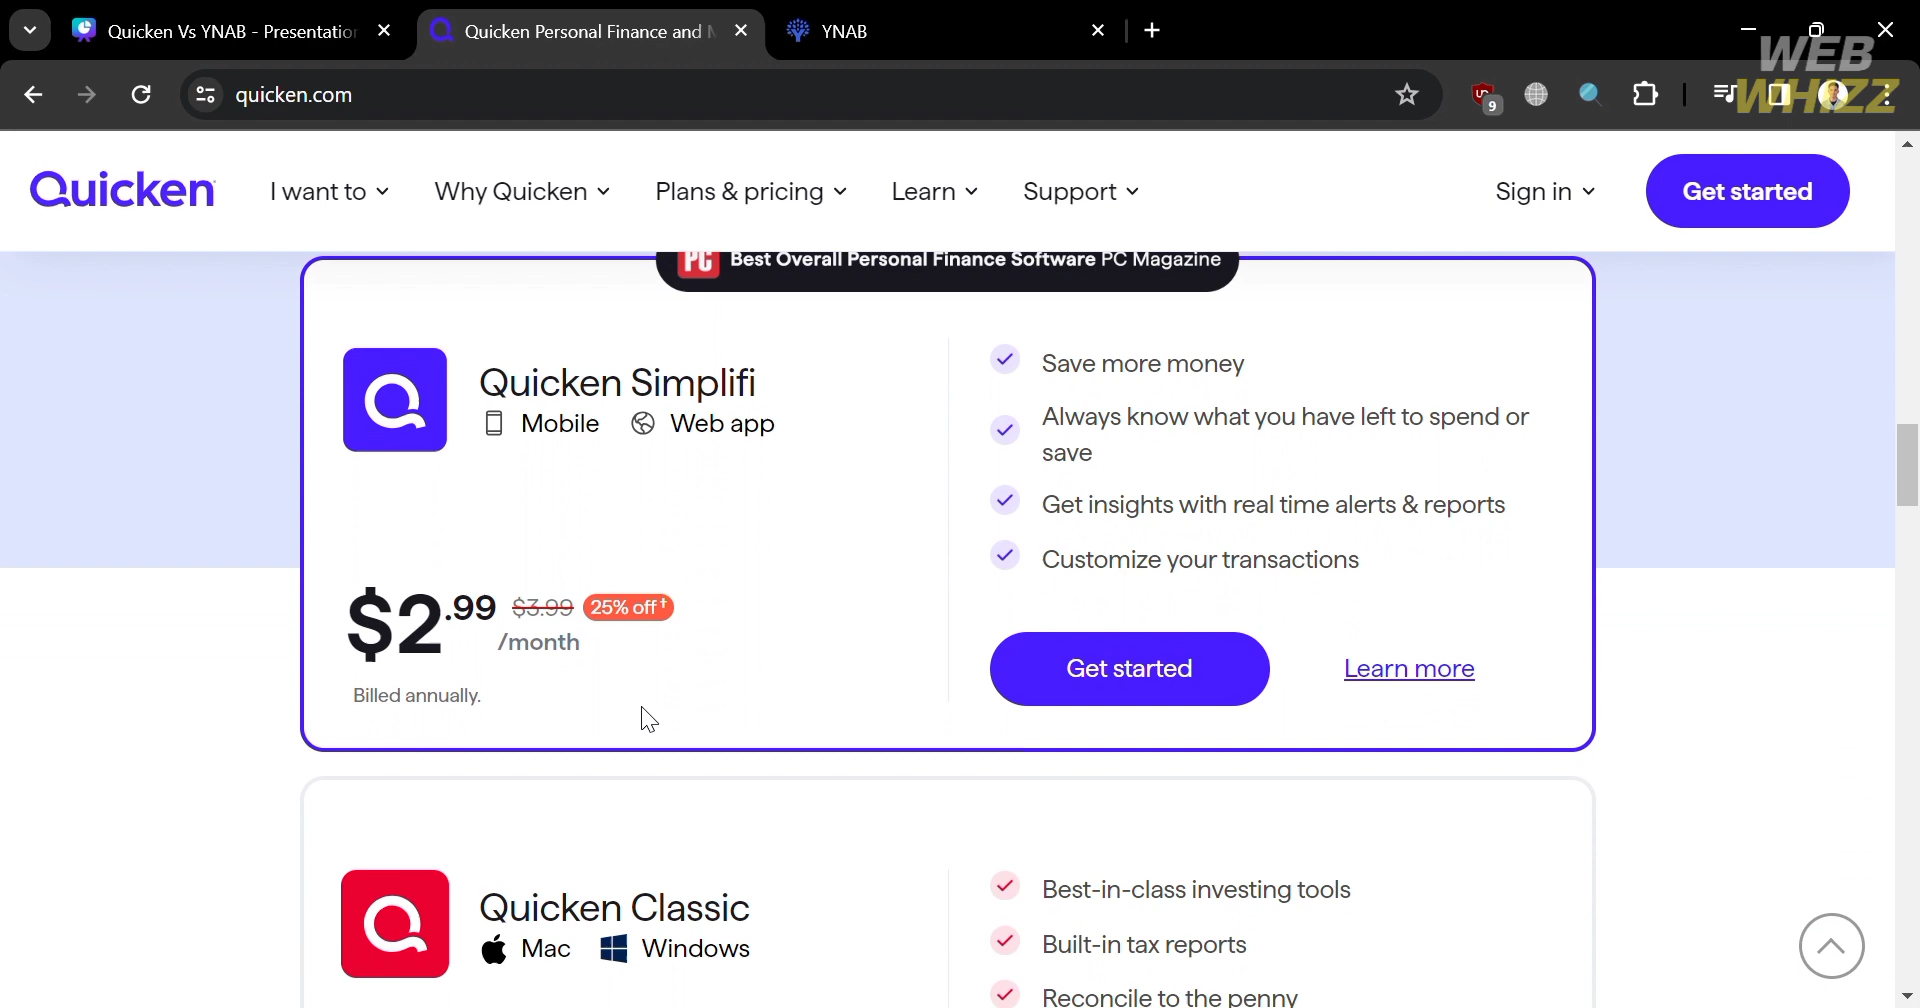 Quicken Vs YNAB - Presentation
Quicken Personal Finance and
YNAB
quicken.com
9
WEB
WHIZZ
Quicken
I want to
Why Quicken
Plans & pricing
Learn
Support
Sign in
Get started
PC Best Overall Personal Finance Software PC Magazine
Quicken Simplifi
Mobile
Web app
$2.99 $3.99 25% off†
/month
Billed annually.
Save more money
Always know what you have left to spend or
save
Get insights with real time alerts & reports
Customize your transactions
Get started
Learn more
Quicken Classic
Mac
Windows
Best-in-class investing tools
Built-in tax reports
Reconcile to the penny